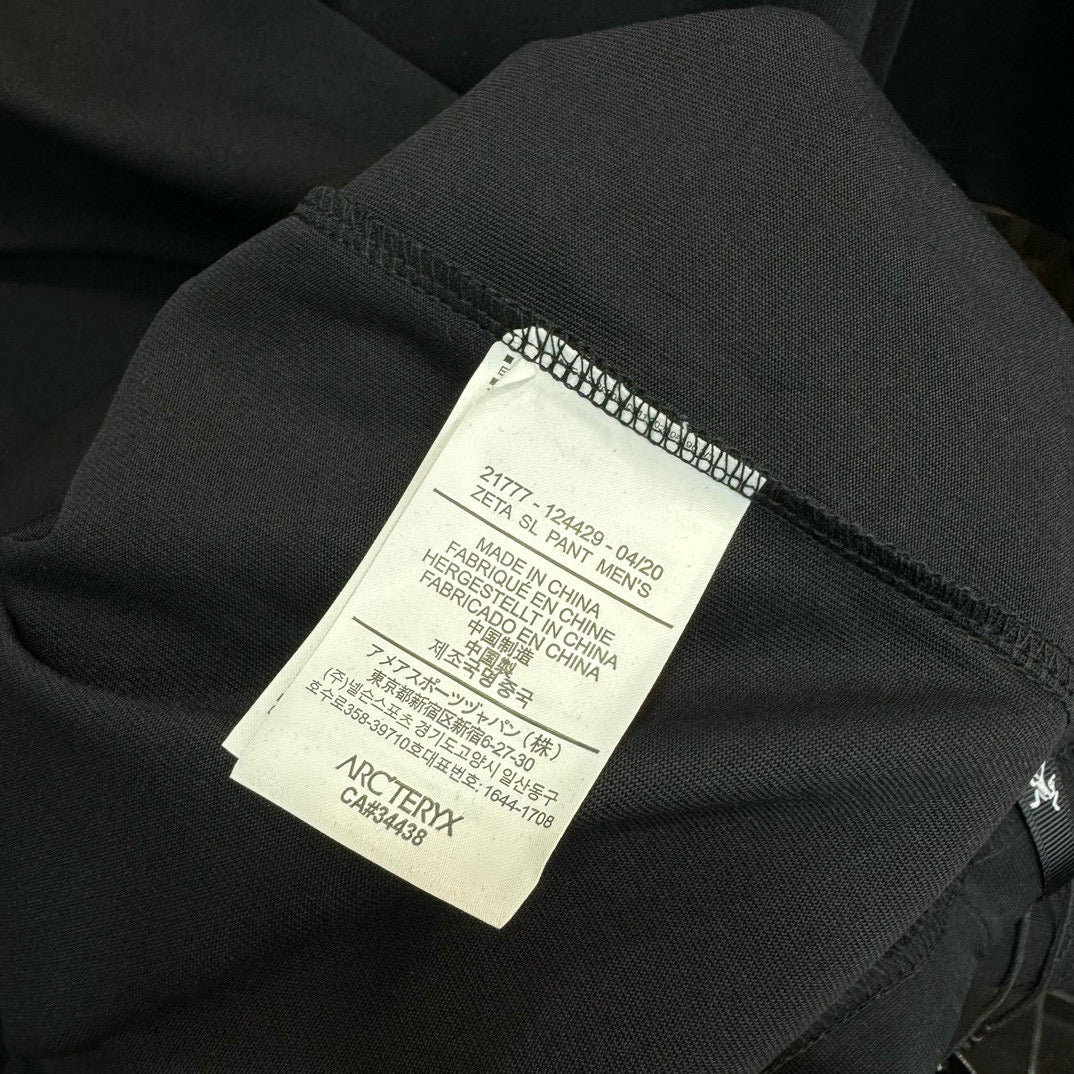 21777 - 124429 - 04/20
ZETA SL PANT MEN'S
MADE IN CHINA
FABRIQUÉ EN CHINE
HERGESTELLT IN CHINA
FABRICADO EN CHINA
中国制造
中国製
제조국명 중국
アメアスポーツジャパン(株)
東京都新宿区新宿6-27-30
(주)넬슨스포츠 경기도고양시 일산동구
호수로358-39710호대표번호: 1644-1708
ARC'TERYX
CA#34438